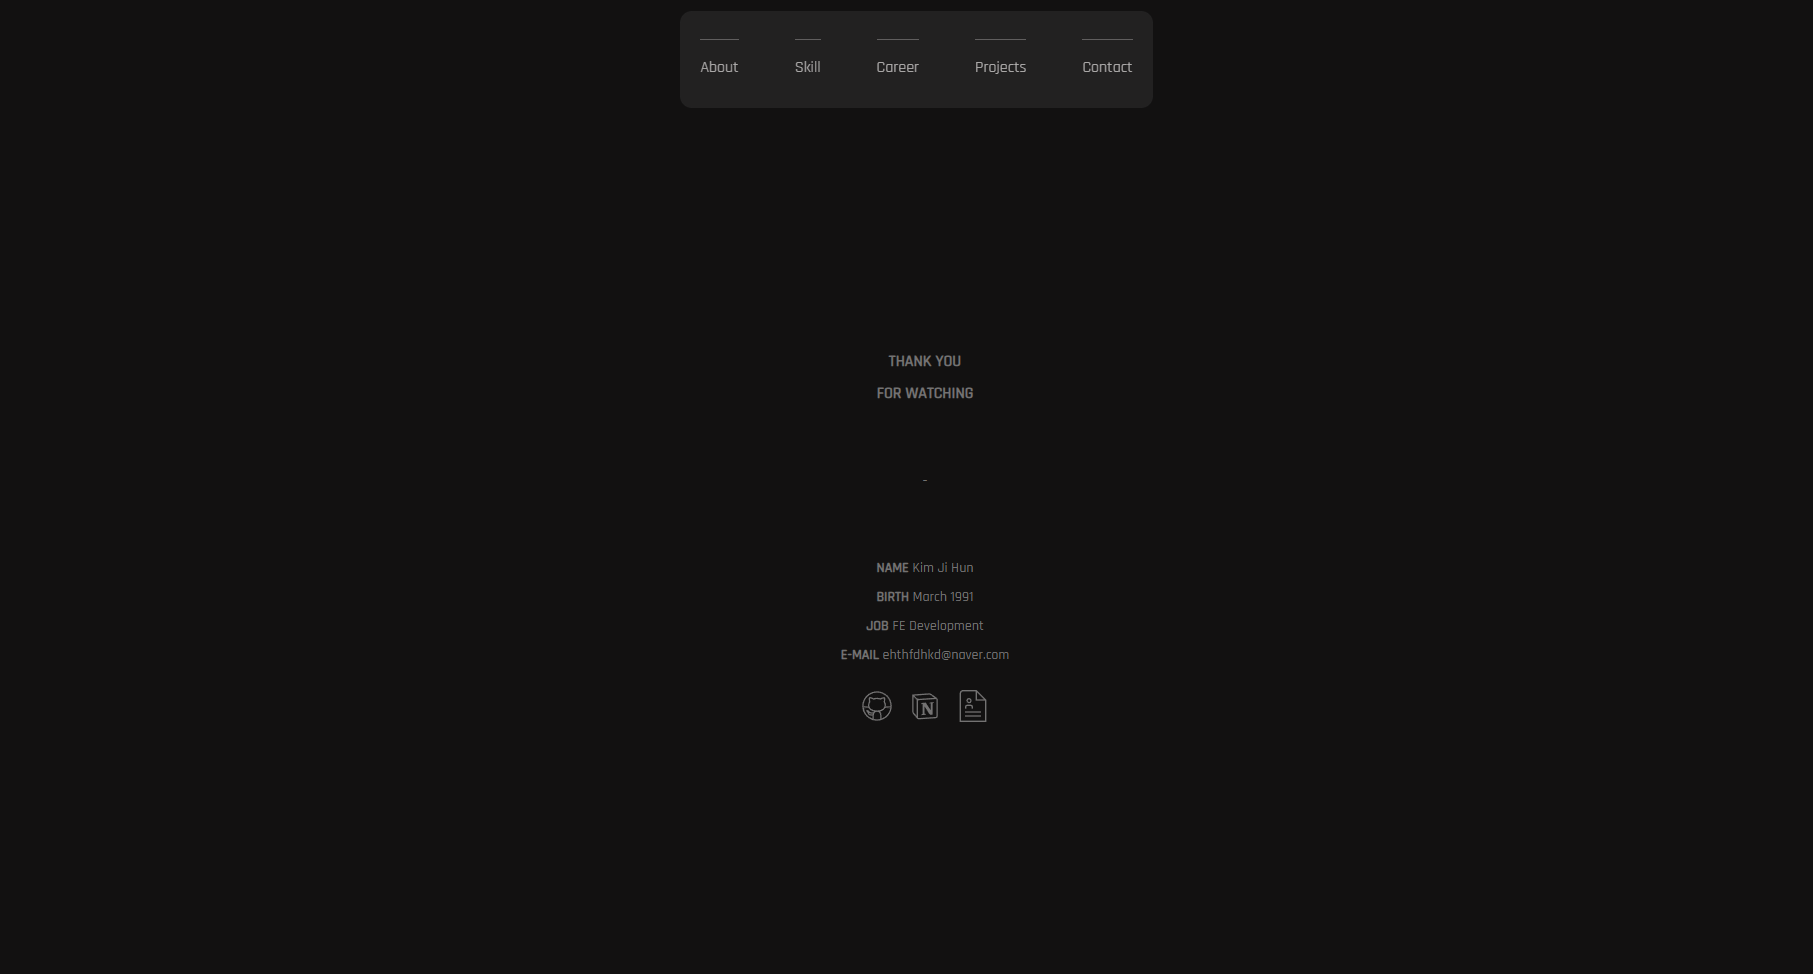 About Skill Career Projects Contact
THANK YOU
FOR WATCHING
-
NAME Kim Ji Hun
BIRTH March 1991
JOB FE Development
E-MAIL ehthfdhkd@naver.com
N